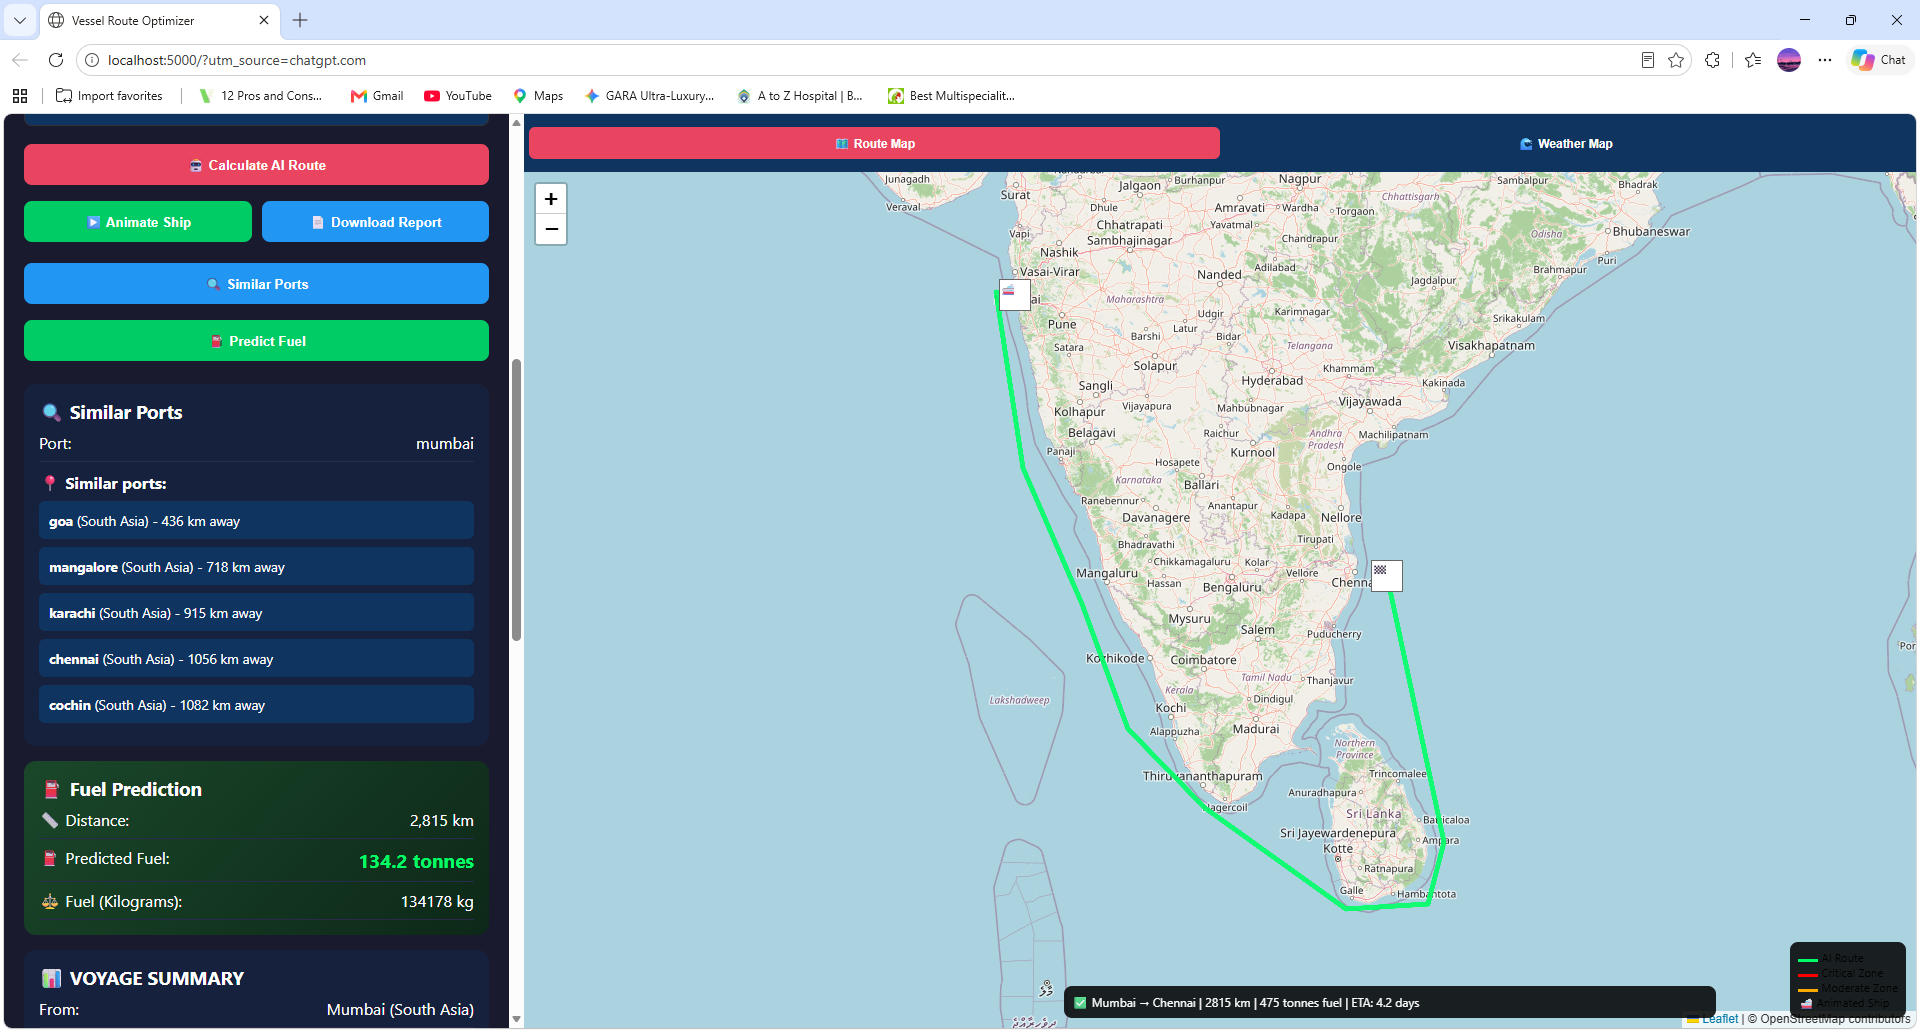 Vessel Route Optimizer
localhost:5000/?utm_source=chatgpt.com
Chat
Import favorites
12 Pros and Cons...
Gmail
YouTube
Maps
GARA Ultra-Luxury...
A to Z Hospital | B...
Best Multispecialit...
Calculate AI Route
Animate Ship
Download Report
Similar Ports
Predict Fuel
Similar Ports
Port: mumbai
Similar ports:
goa (South Asia) - 436 km away
mangalore (South Asia) - 718 km away
karachi (South Asia) - 915 km away
chennai (South Asia) - 1056 km away
cochin (South Asia) - 1082 km away
Fuel Prediction
Distance: 2,815 km
Predicted Fuel: 134.2 tonnes
Fuel (Kilograms): 134178 kg
VOYAGE SUMMARY
From: Mumbai (South Asia)
Route Map
Weather Map
+
−
Junagadh
Veraval
Surat
Jalgaon
Burhanpur
Nagpur
Chhattisgarh
Sambalpur
Bhadrak
Dhule
Amravati
Wardha
Torgaon
Vapi
Chhatrapati
Sambhajinagar
Yavatmal
Chandrapur
Odisha
Bhubaneswar
Nashik
Puri
Vasai-Virar
Nanded
Adilabad
Brahmapur
Jagdalpur
Maharashtra
Udgir
Karimnagar
Srikakulam
Pune
Latur
Barshi
Bidar
Satara
Telangana
Visakhapatnam
Solapur
Khammam
Sangli
Hyderabad
Kakinada
Kolhapur
Vijayapura
Mahbubnagar
Vijayawada
Belagavi
Raichur
Andhra
Pradesh
Machilipatnam
Panaji
Kurnool
Hosapete
Ongole
Karnataka
Ballari
Ranebennur
Anantapur
Kadapa
Davanagere
Nellore
Bhadravathi
Tirupati
Chikkamagaluru
Kolar
Mangaluru
Hassan
Bengaluru
Vellore
Chenna
Mysuru
Salem
Puducherry
Kozhikode
Coimbatore
Tamil Nadu
Thanjavur
Kerala
Lakshadweep
Dindigul
Kochi
Alappuzha
Madurai
Northern
Province
Thiruvananthapuram
Trincomalee
Nagercoil
Anuradhapura
Sri Lanka
Batticaloa
Sri Jayewardenepura
Kotte
Ampara
Ratnapura
Galle
Hambantota
Por
މާލެ
AI Route
Critical Zone
Moderate Zone
Animated Ship
Mumbai → Chennai | 2815 km | 475 tonnes fuel | ETA: 4.2 days
Leaflet | © OpenStreetMap contributors